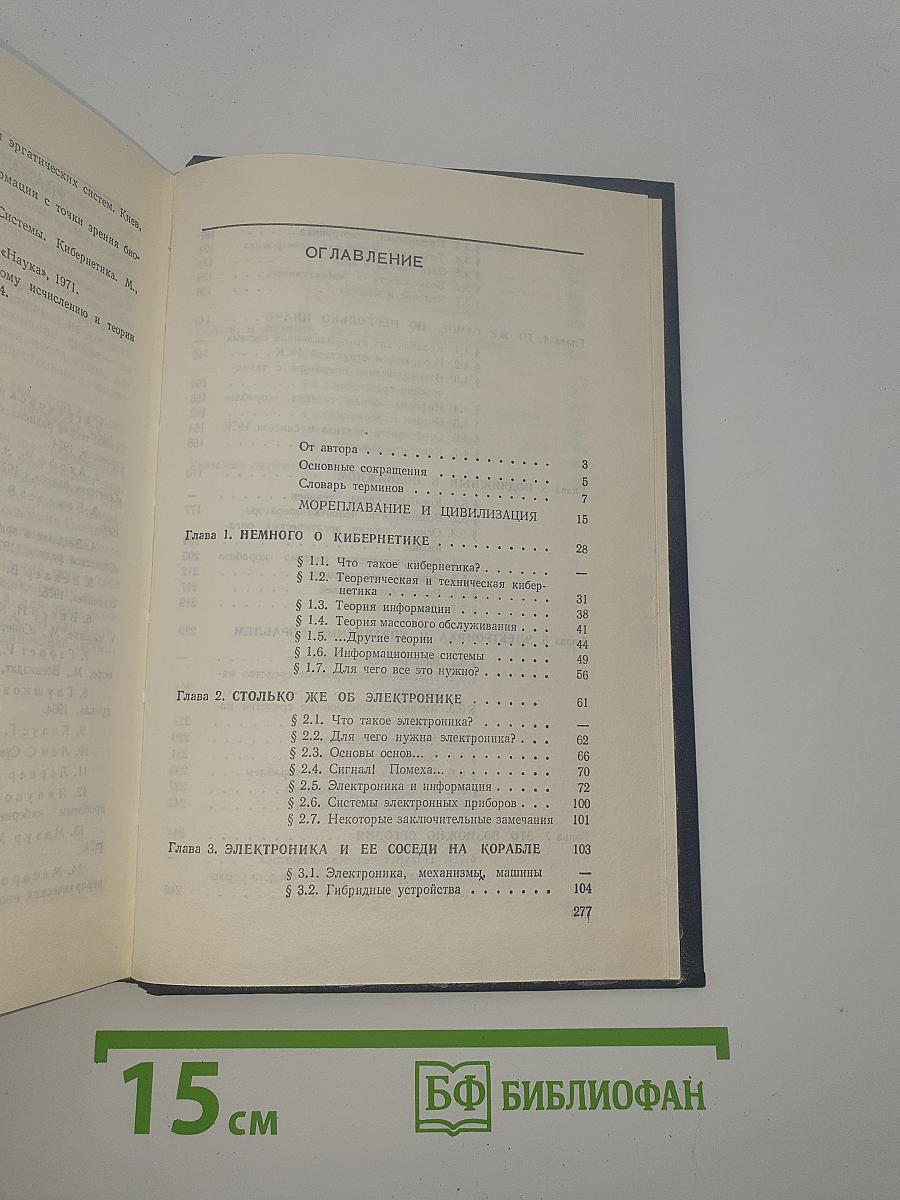 эргатических систем. Киев,
рмации с точки зрения био-
Системы. Кибернетика. М.,
«Наука», 1971.
ому исчислению и теории
4.
ОГЛАВЛЕНИЕ
От автора . . . . . . . . . . . . . . 3
Основные сокращения . . . . . . . . 5
Словарь терминов . . . . . . . . . . 7
МОРЕПЛАВАНИЕ И ЦИВИЛИЗАЦИЯ 15
Глава 1. НЕМНОГО О КИБЕРНЕТИКЕ . . . . . . . . . . 28
§ 1.1. Что такое кибернетика? . . . . . . —
§ 1.2. Теоретическая и техническая кибер-
нетика . . . . . . . . . . . . . 31
§ 1.3. Теория информации . . . . . . . 38
§ 1.4. Теория массового обслуживания . . . 41
§ 1.5. ...Другие теории . . . . . . . . 44
§ 1.6. Информационные системы . . . . . 49
§ 1.7. Для чего все это нужно? . . . . . . 56
Глава 2. СТОЛЬКО ЖЕ ОБ ЭЛЕКТРОНИКЕ . . . . . . 61
§ 2.1. Что такое электроника? . . . . . . —
§ 2.2. Для чего нужна электроника? . . . 62
§ 2.3. Основы основ... . . . . . . . . . 66
§ 2.4. Сигнал! Помеха... . . . . . . . . 70
§ 2.5. Электроника и информация . . . . . 72
§ 2.6. Системы электронных приборов . . . 100
§ 2.7. Некоторые заключительные замечания 101
Глава 3. ЭЛЕКТРОНИКА И ЕЕ СОСЕДИ НА КОРАБЛЕ 103
§ 3.1. Электроника, механизмы, машины —
§ 3.2. Гибридные устройства . . . . . . . 104
277
15 см
БФ БИБЛИОФАН